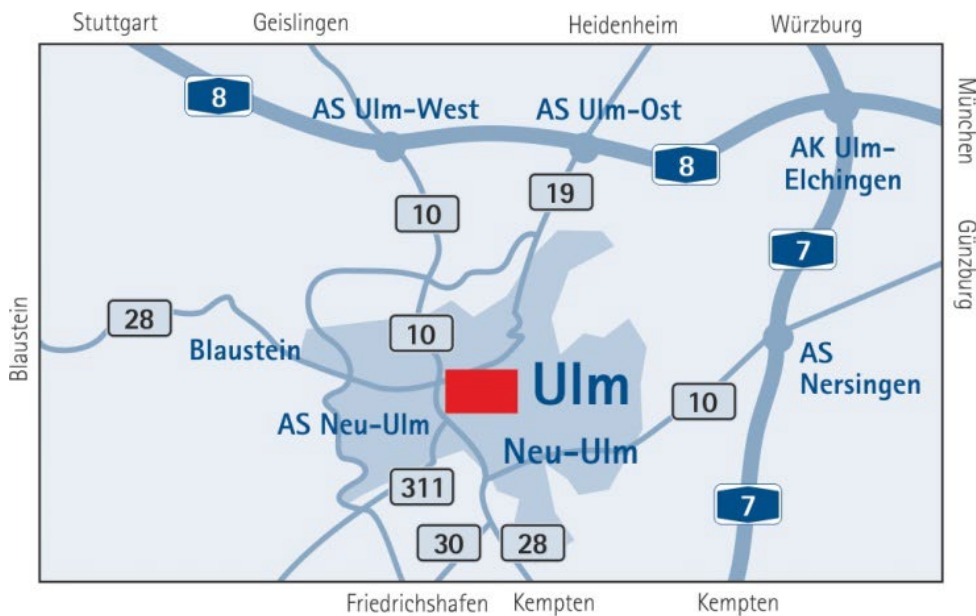 Stuttgart
Geislingen
Heidenheim
Würzburg
8
AS Ulm-West
AS Ulm-Ost
München
8
AK Ulm-
Elchingen
10
19
Günzburg
7
Blaustein
28
10
Blaustein
AS
Nersingen
Ulm
10
AS Neu-Ulm
Neu-Ulm
311
7
30
28
Friedrichshafen
Kempten
Kempten